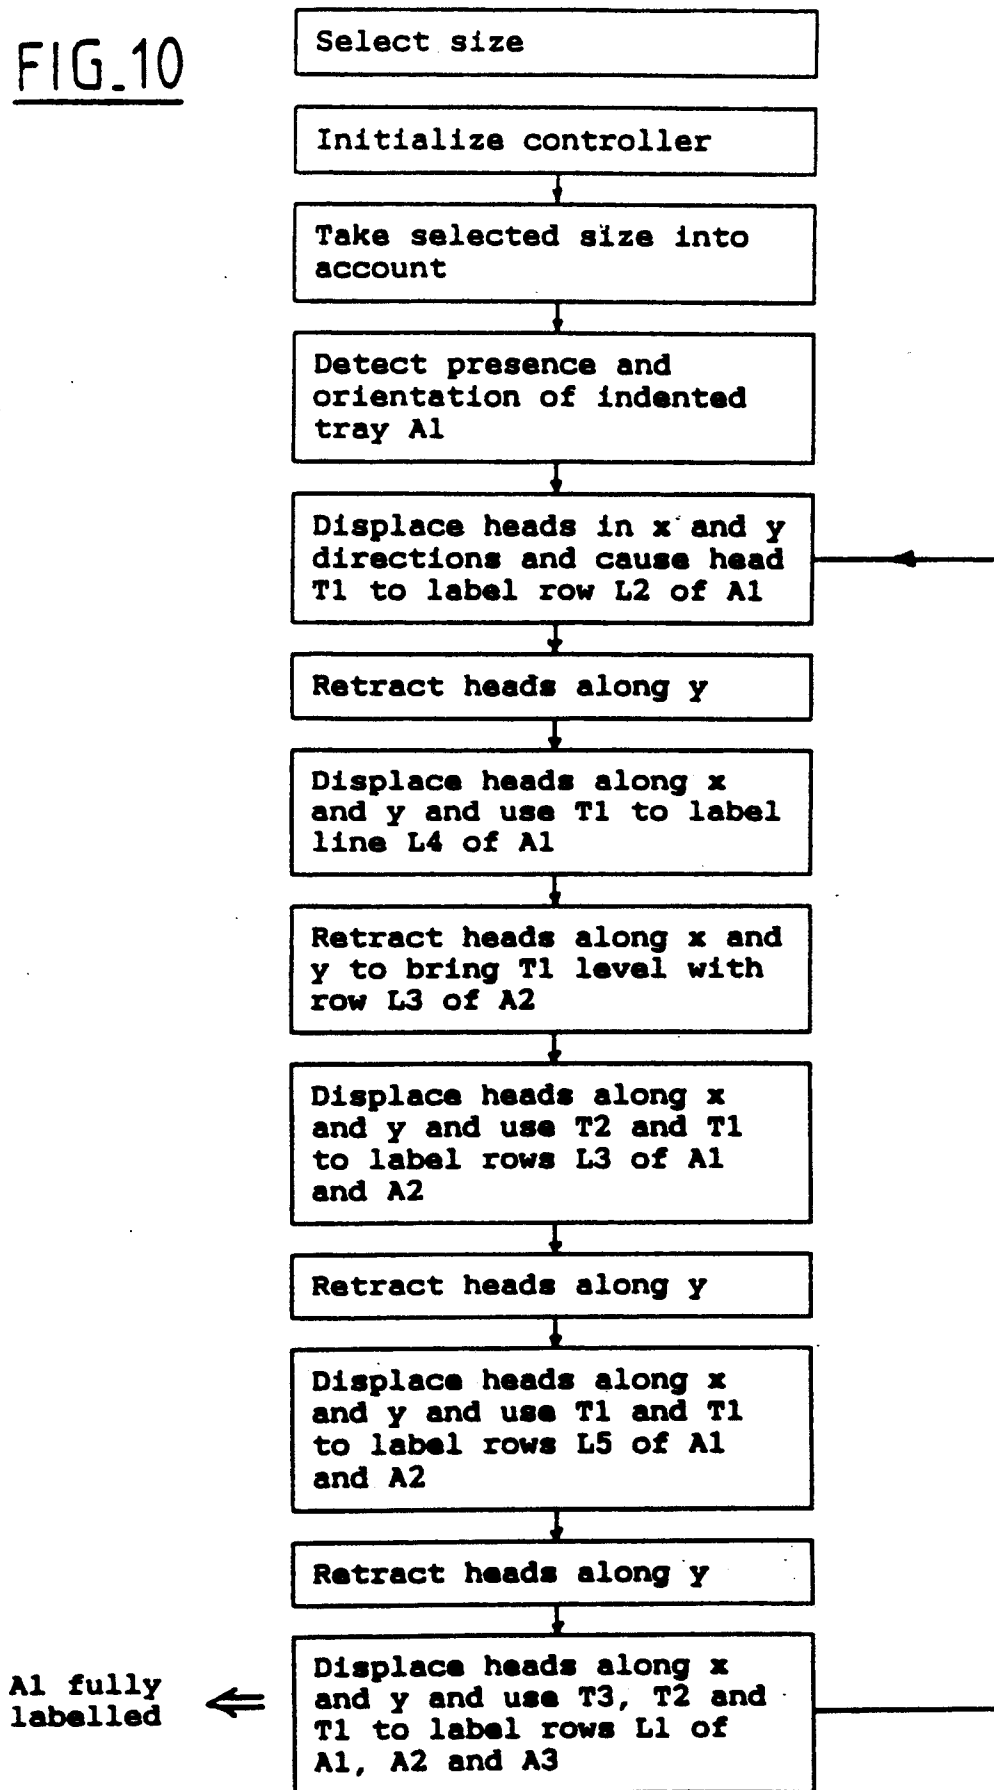 FIG_10
Select size
Initialize controller
Take selected size into
account
Detect presence and
orientation of indented
tray A1
Displace heads in x and y
directions and cause head
T1 to label row L2 of A1
Retract heads along y
Displace heads along x
and y and use T1 to label
line L4 of A1
Retract heads along x and
y to bring T1 level with
row L3 of A2
Displace heads along x
and y and use T2 and T1
to label rows L3 of A1
and A2
Retract heads along y
Displace heads along x
and y and use T1 and T1
to label rows L5 of A1
and A2
Retract heads along y
Displace heads along x
and y and use T3, T2 and
T1 to label rows L1 of
A1, A2 and A3
A1 fully
labelled